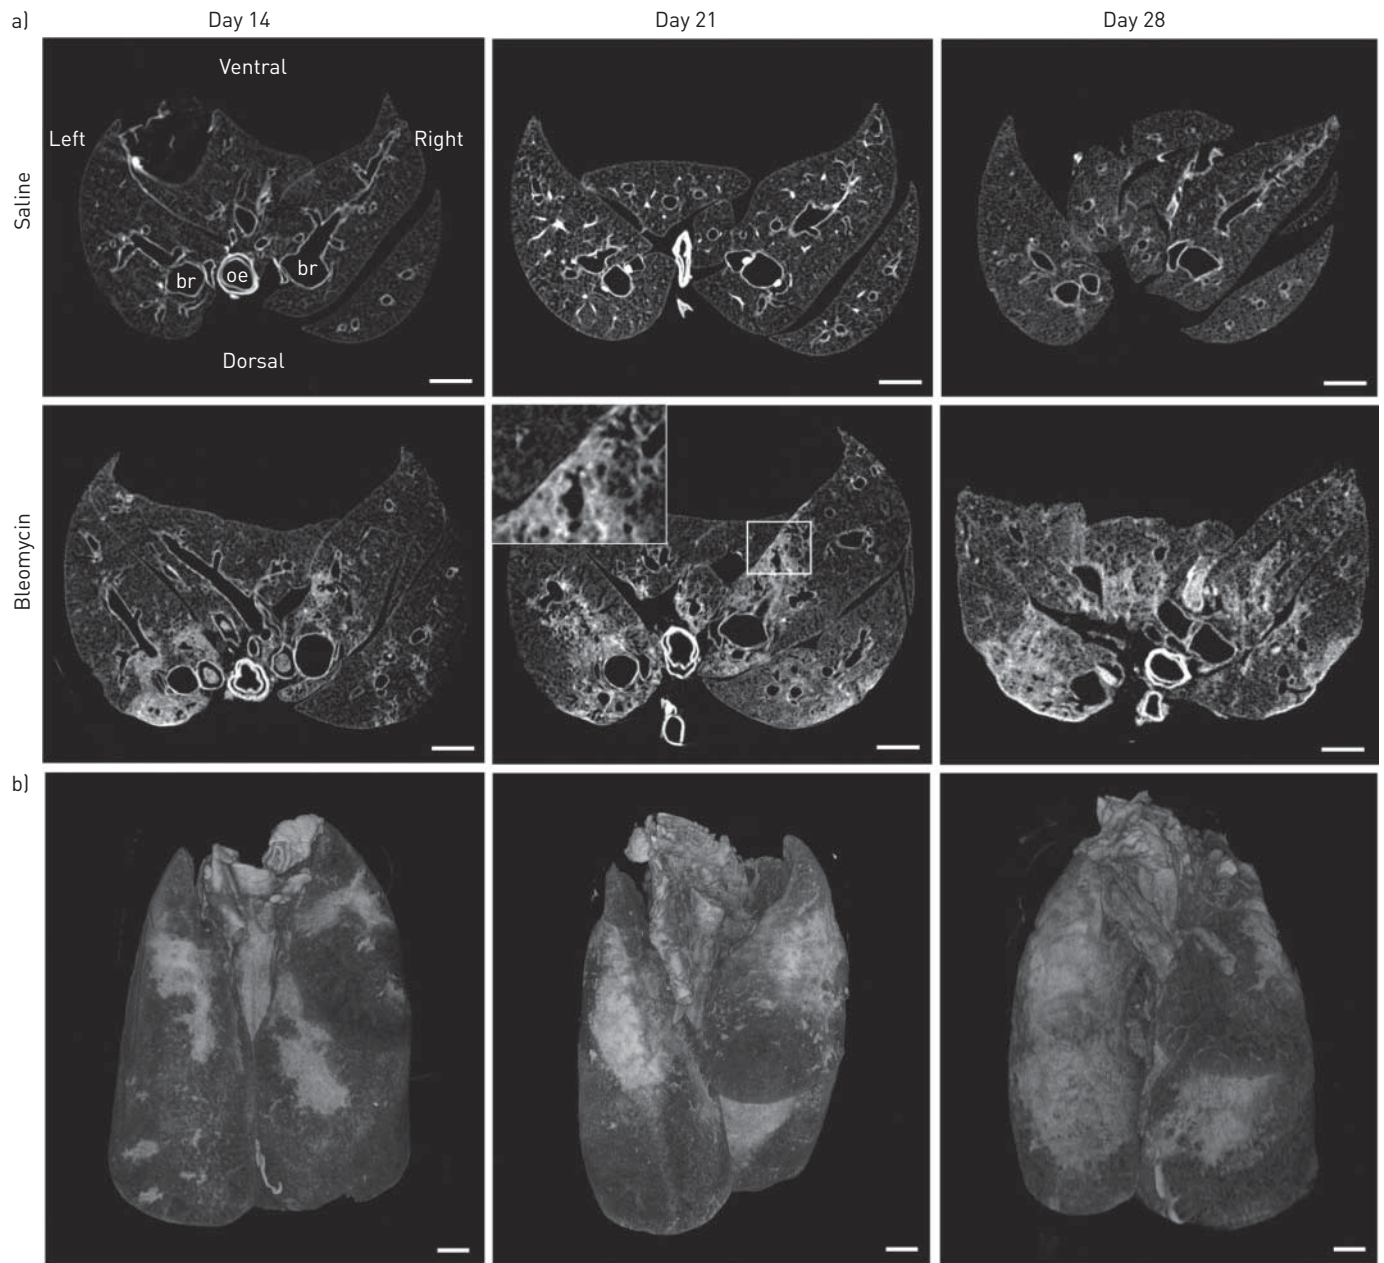 a)
Day 14
Day 21
Day 28
Saline
Ventral
Left
Right
br
oe
br
Dorsal
Bleomycin
b)